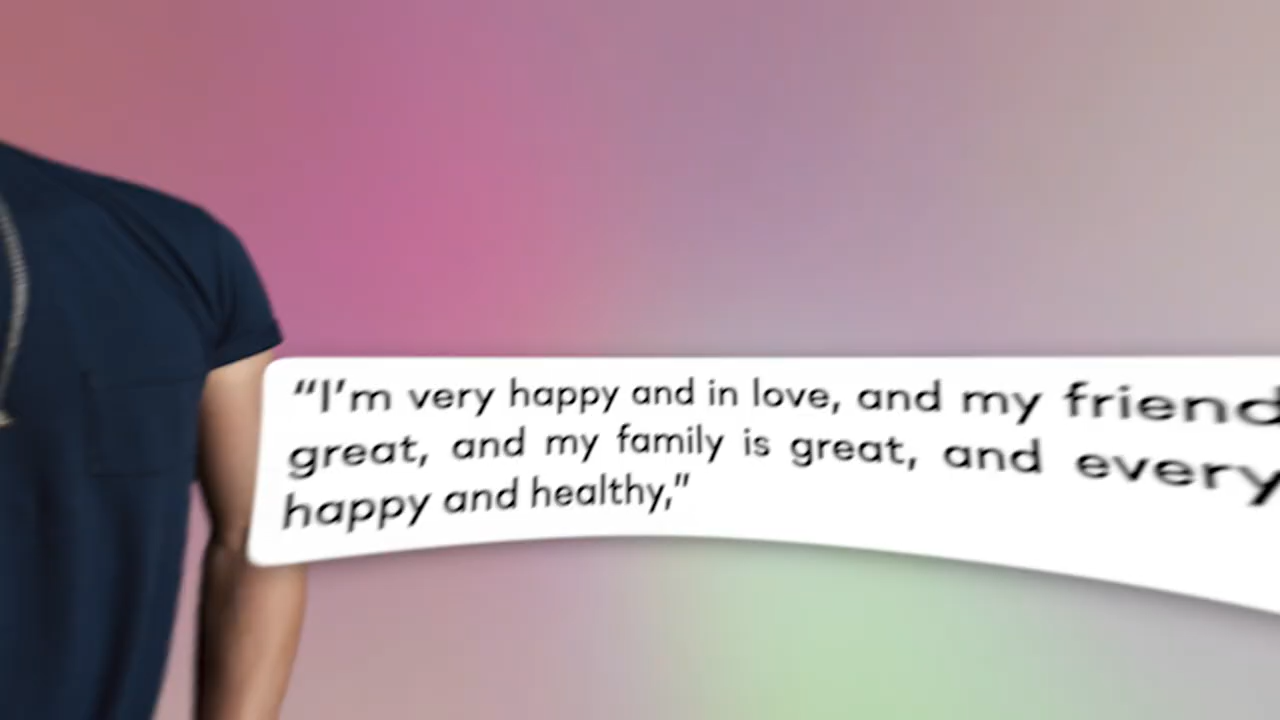 “I’m very happy and in love, and my friend
great, and my family is great, and every
happy and healthy,”